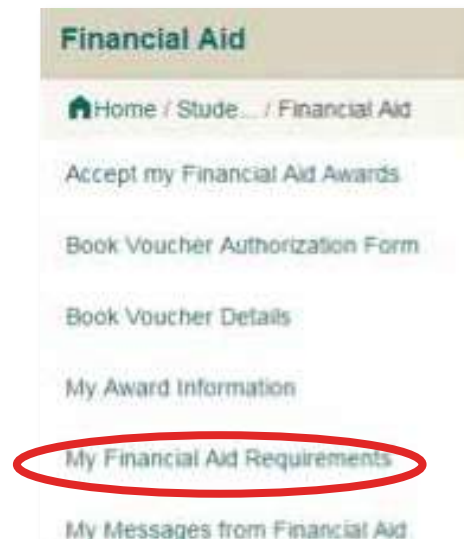 Financial Aid
Home / Stude... / Financial Aid
Accept my Financial Aid Awards
Book Voucher Authorization Form
Book Voucher Details
My Award Information
My Financial Aid Requirements
My Messages from Financial Aid